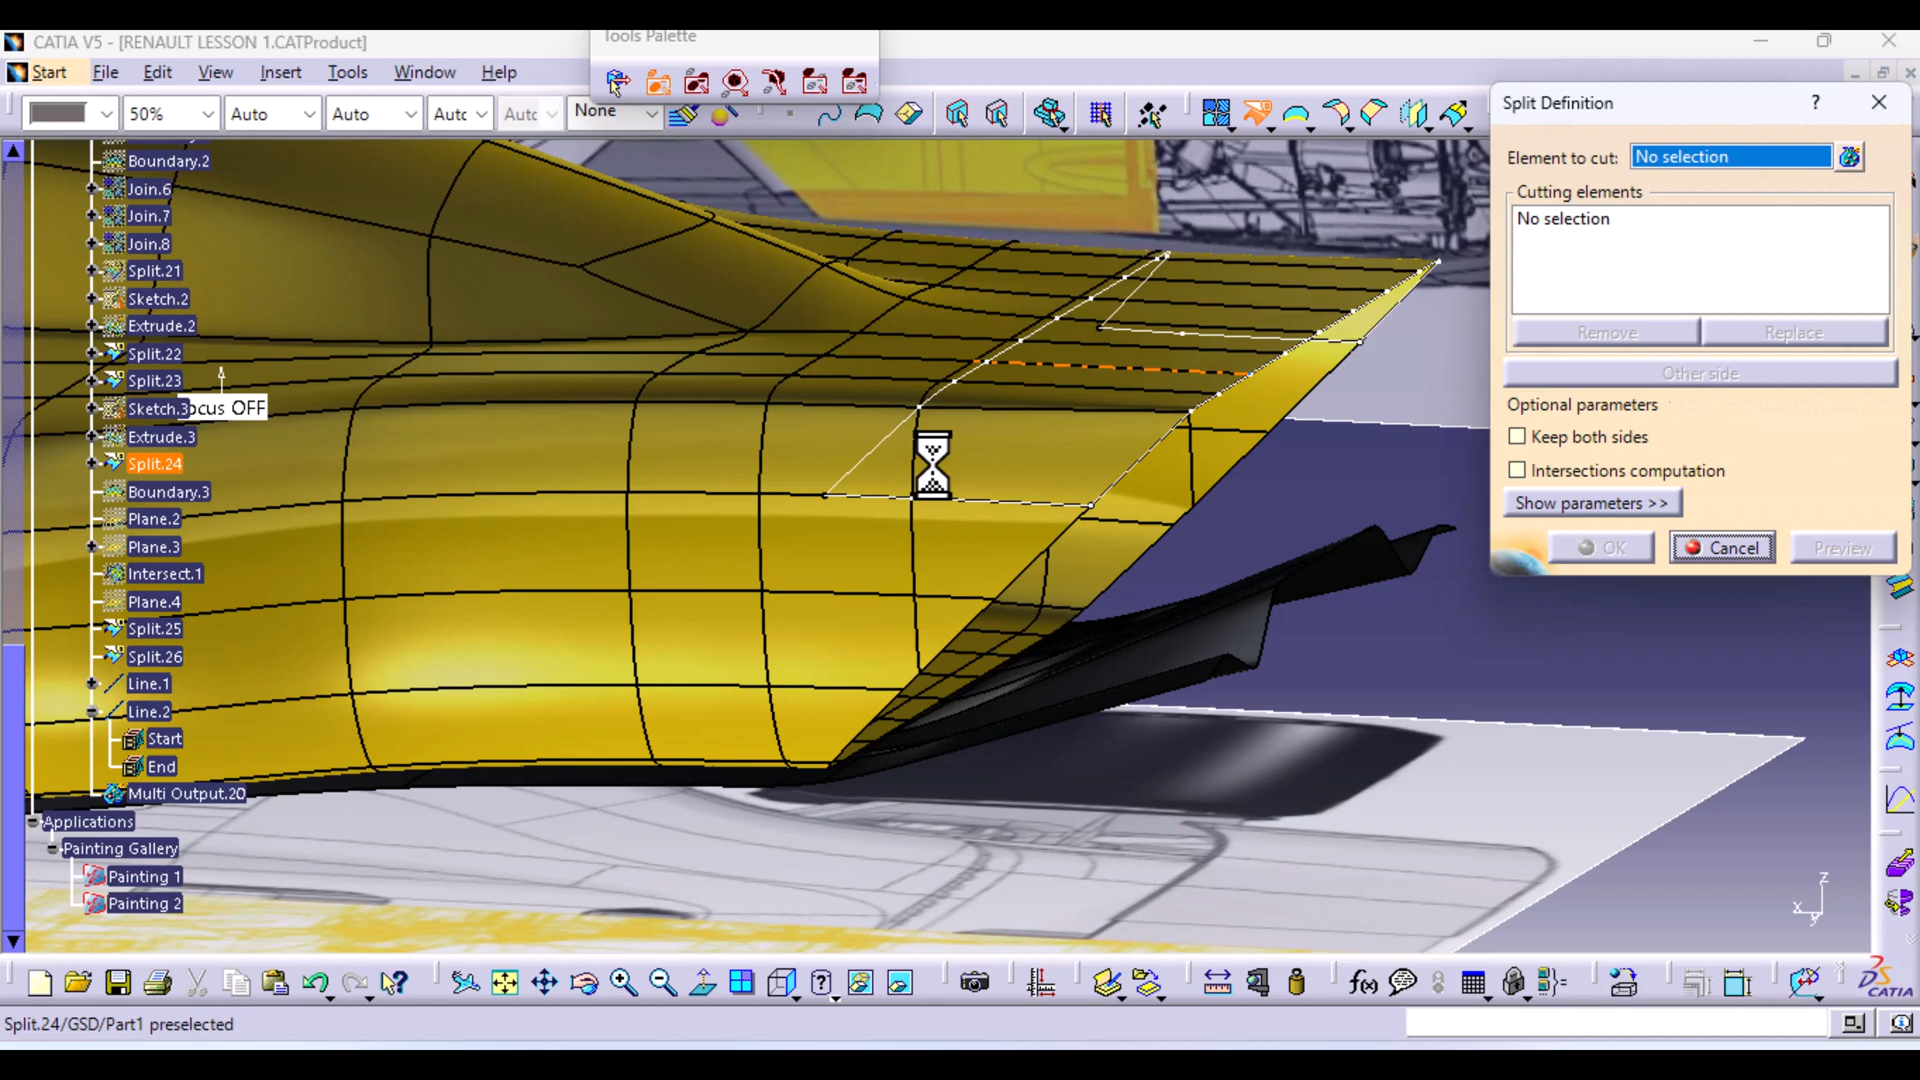 CATIA V5 - [RENAULT LESSON 1.CATProduct]
Tools Palette
Start File Edit View Insert Tools Window Help
50% Auto Auto Aut Aut None
Split Definition
?
Element to cut: No selection
Cutting elements
No selection
Remove Replace
Other side
Optional parameters
Keep both sides
Intersections computation
Show parameters >>
OK Cancel Preview
Boundary.2
Join.6
Join.7
Join.8
Split.21
Sketch.2
Extrude.2
Split.22
Split.23
Sketch.3
ocus OFF
Extrude.3
Split.24
Boundary.3
Plane.2
Plane.3
Intersect.1
Plane.4
Split.25
Split.26
Line.1
Line.2
Start
End
Multi Output.20
Applications
Painting Gallery
Painting 1
Painting 2
z
x
y
f(x)
CATIA
Split.24/GSD/Part1 preselected